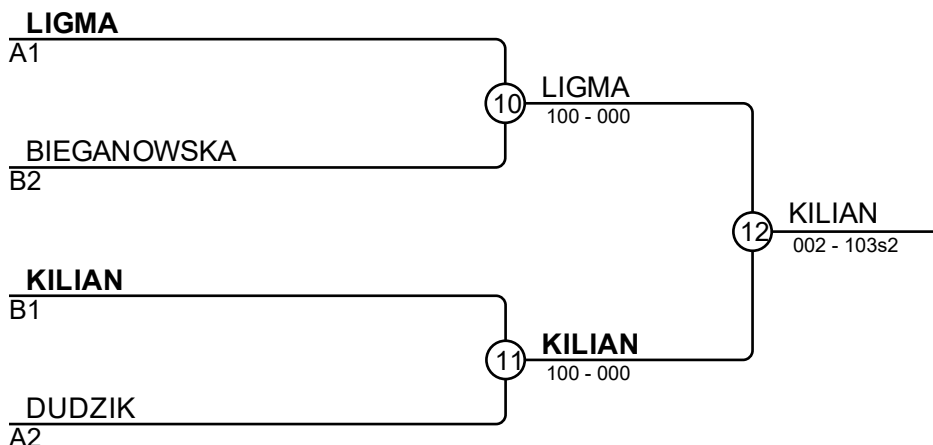 LIGMA
A1
10
LIGMA
100 - 000
BIEGANOWSKA
B2
12
KILIAN
002 - 103s2
KILIAN
B1
11
KILIAN
100 - 000
DUDZIK
A2